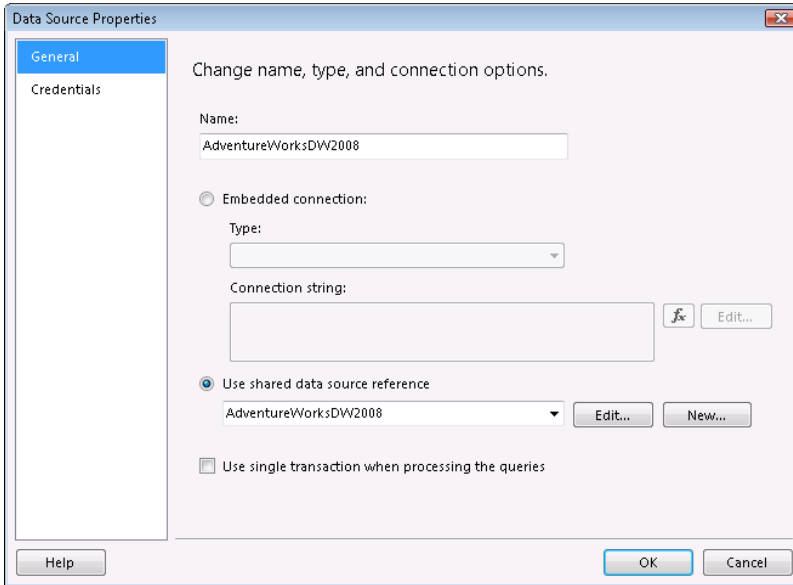 Data Source Properties
General
Credentials
Change name, type, and connection options.
Name:
AdventureWorksDW2008
Embedded connection:
Type:
Connection string:
fx
Edit...
Use shared data source reference
AdventureWorksDW2008
Edit...
New...
Use single transaction when processing the queries
Help
OK
Cancel